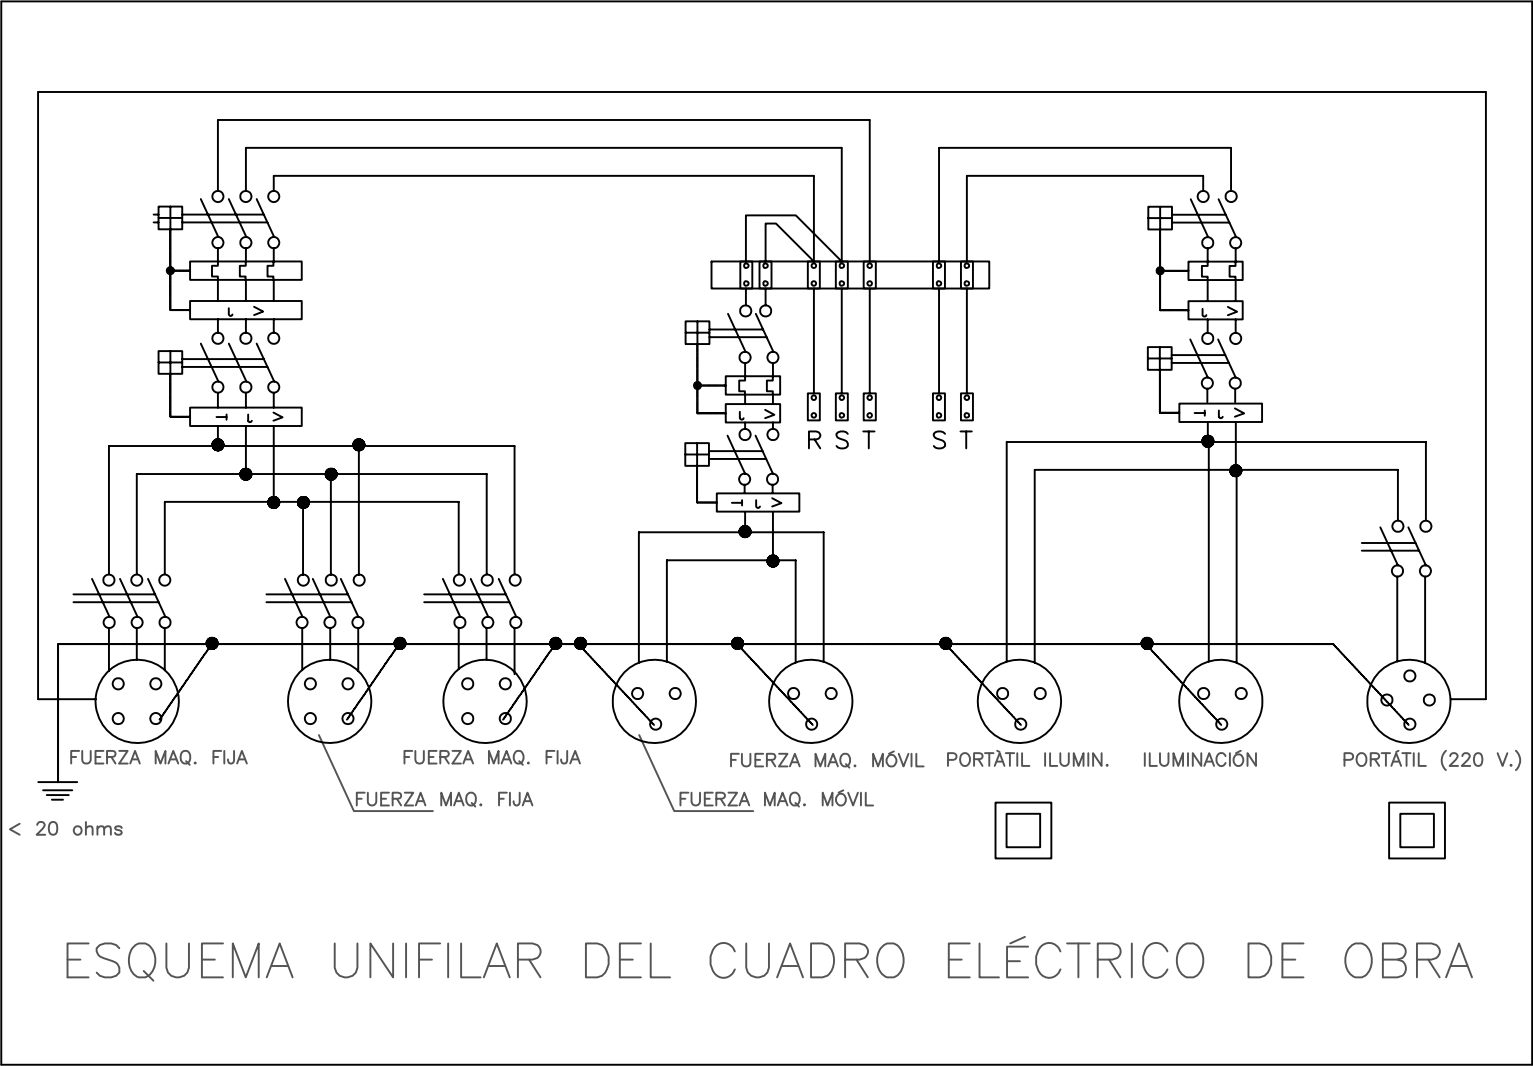 R S T S T
FUERZA MAQ. FIJA
FUERZA MAQ. FIJA
FUERZA MAQ. MÓVIL
PORTÀTIL ILUMIN.
ILUMINACIÓN
PORTÁTIL (220 V.)
FUERZA MAQ. FIJA
FUERZA MAQ. MÓVIL
< 20 ohms
ESQUEMA UNIFILAR DEL CUADRO ELÉCTRICO DE OBRA